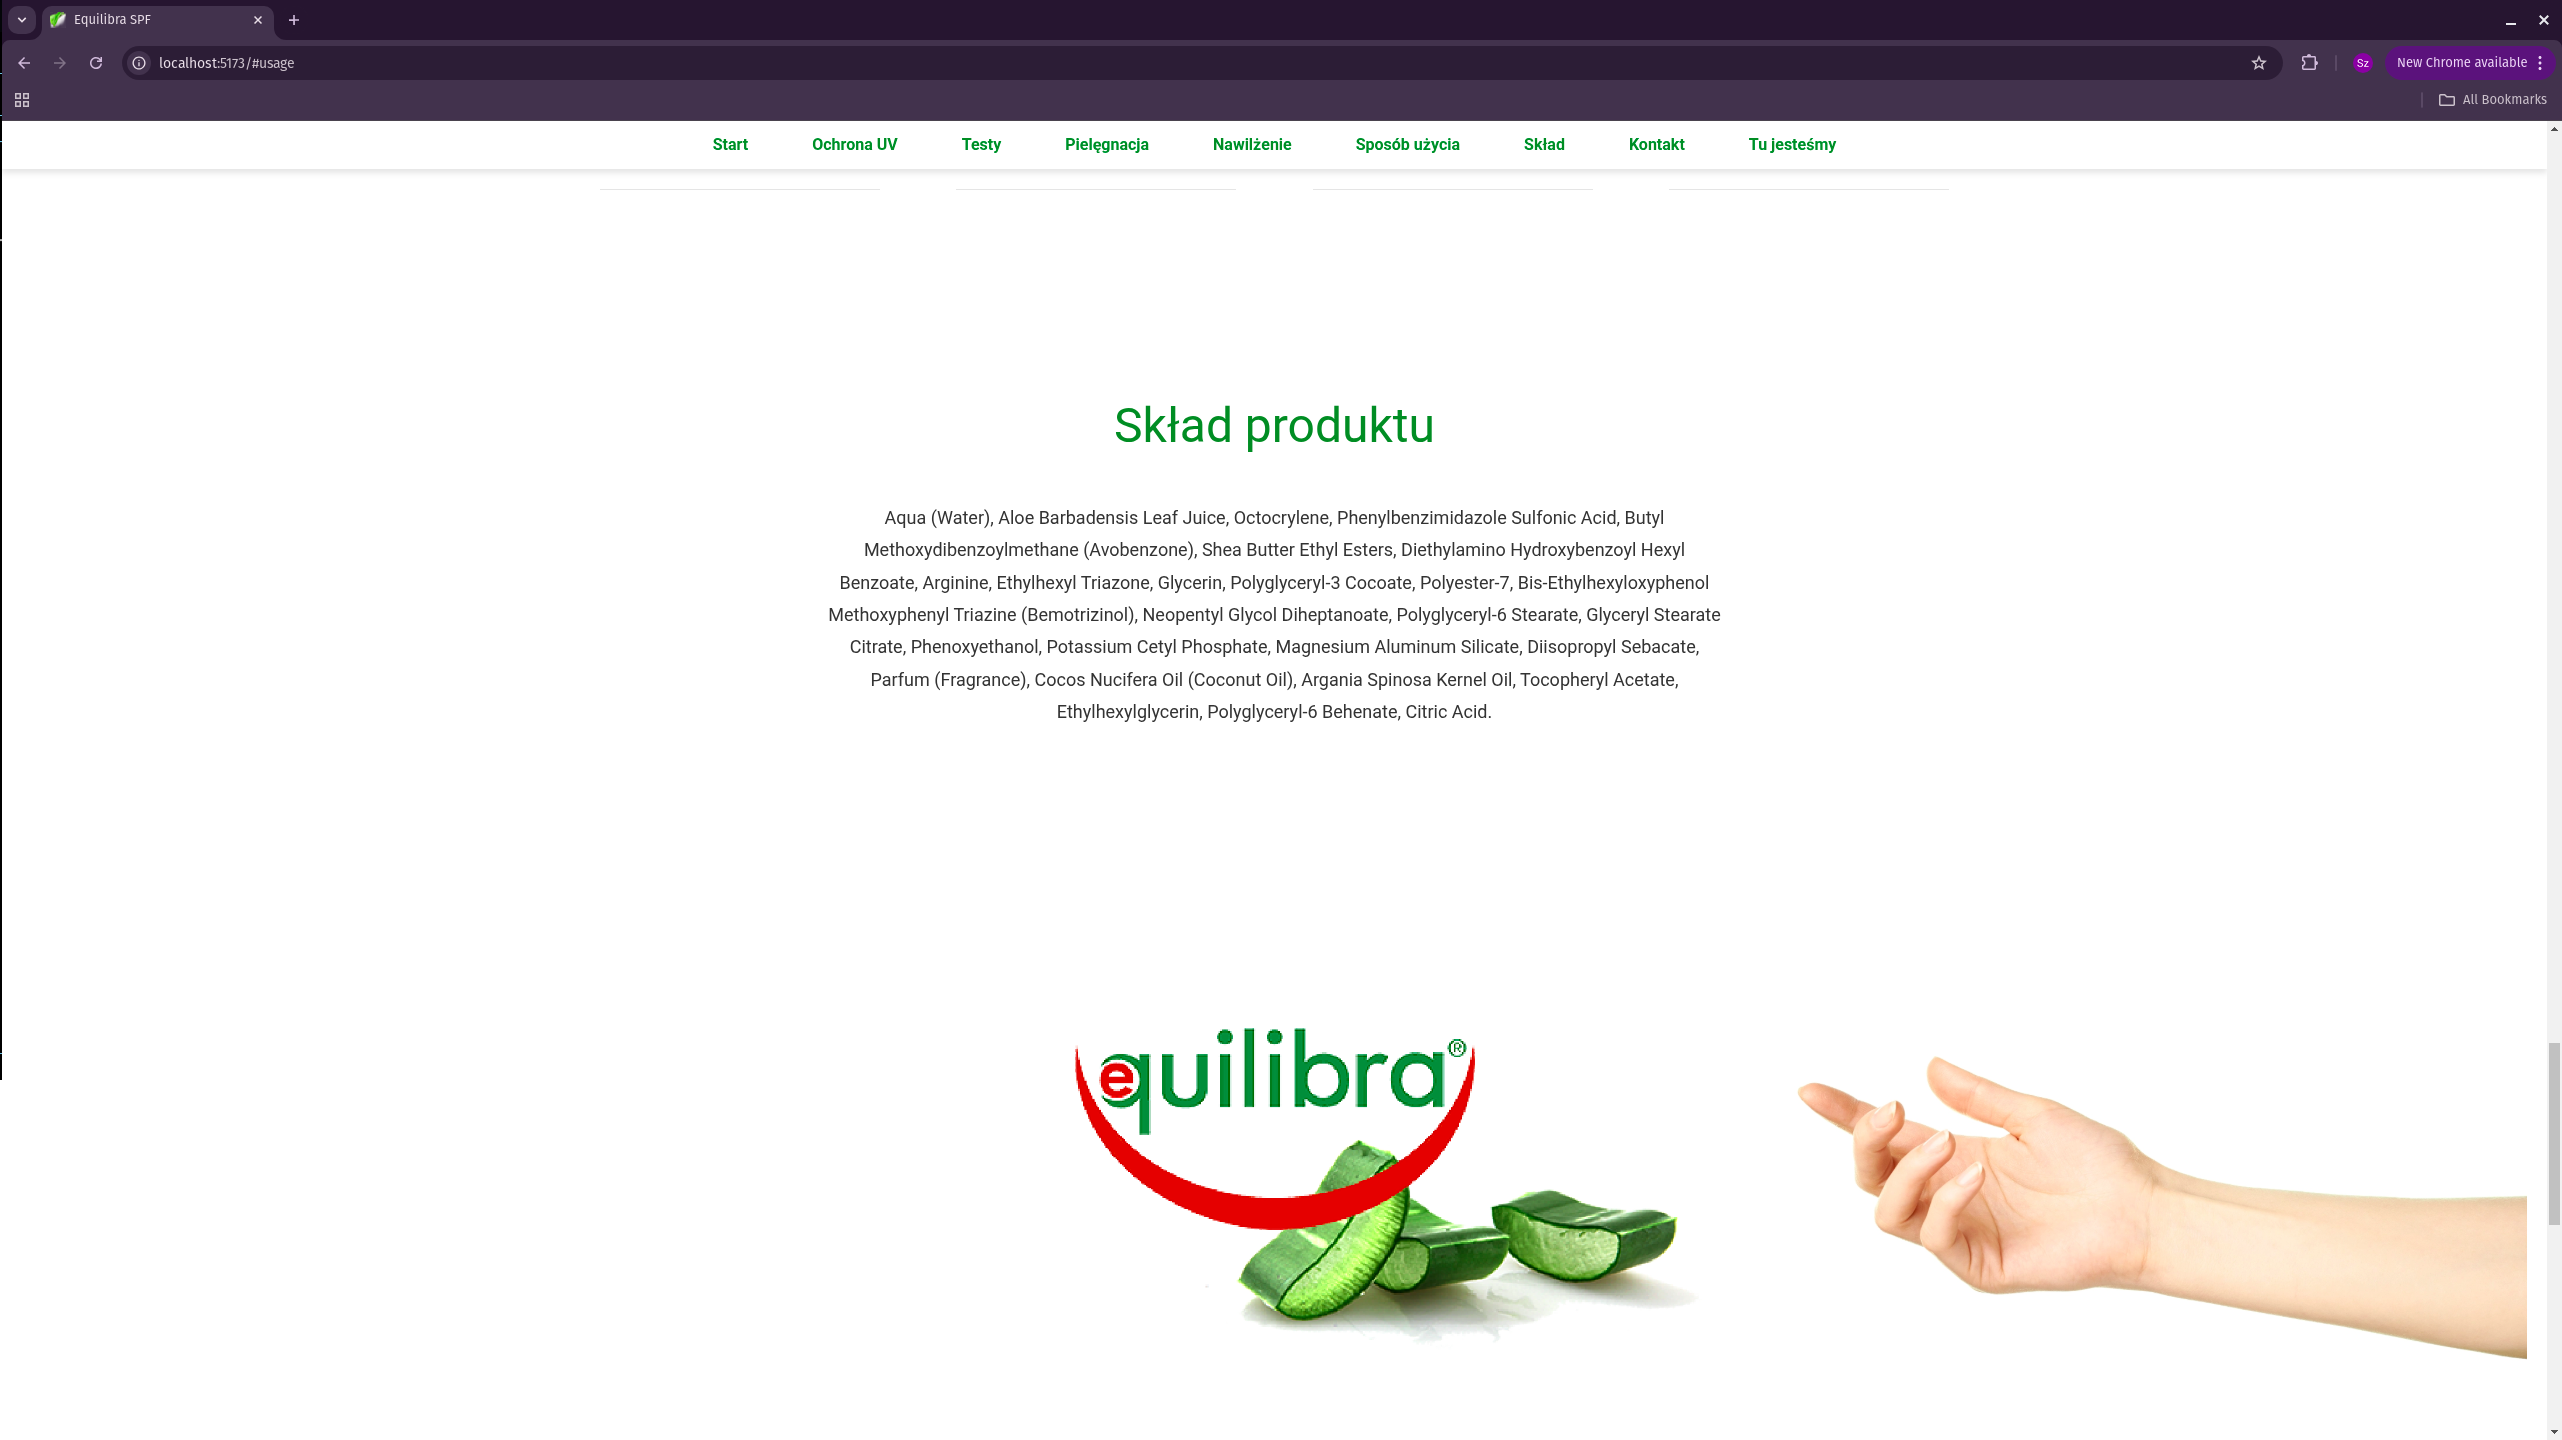 Equilibra SPF
localhost:5173/#usage
Sz
New Chrome available
All Bookmarks
Start Ochrona UV Testy Pielęgnacja Nawilżenie Sposób użycia Skład Kontakt Tu jesteśmy
Skład produktu
Aqua (Water), Aloe Barbadensis Leaf Juice, Octocrylene, Phenylbenzimidazole Sulfonic Acid, Butyl
Methoxydibenzoylmethane (Avobenzone), Shea Butter Ethyl Esters, Diethylamino Hydroxybenzoyl Hexyl
Benzoate, Arginine, Ethylhexyl Triazone, Glycerin, Polyglyceryl-3 Cocoate, Polyester-7, Bis-Ethylhexyloxyphenol
Methoxyphenyl Triazine (Bemotrizinol), Neopentyl Glycol Diheptanoate, Polyglyceryl-6 Stearate, Glyceryl Stearate
Citrate, Phenoxyethanol, Potassium Cetyl Phosphate, Magnesium Aluminum Silicate, Diisopropyl Sebacate,
Parfum (Fragrance), Cocos Nucifera Oil (Coconut Oil), Argania Spinosa Kernel Oil, Tocopheryl Acetate,
Ethylhexylglycerin, Polyglyceryl-6 Behenate, Citric Acid.
equilibra®